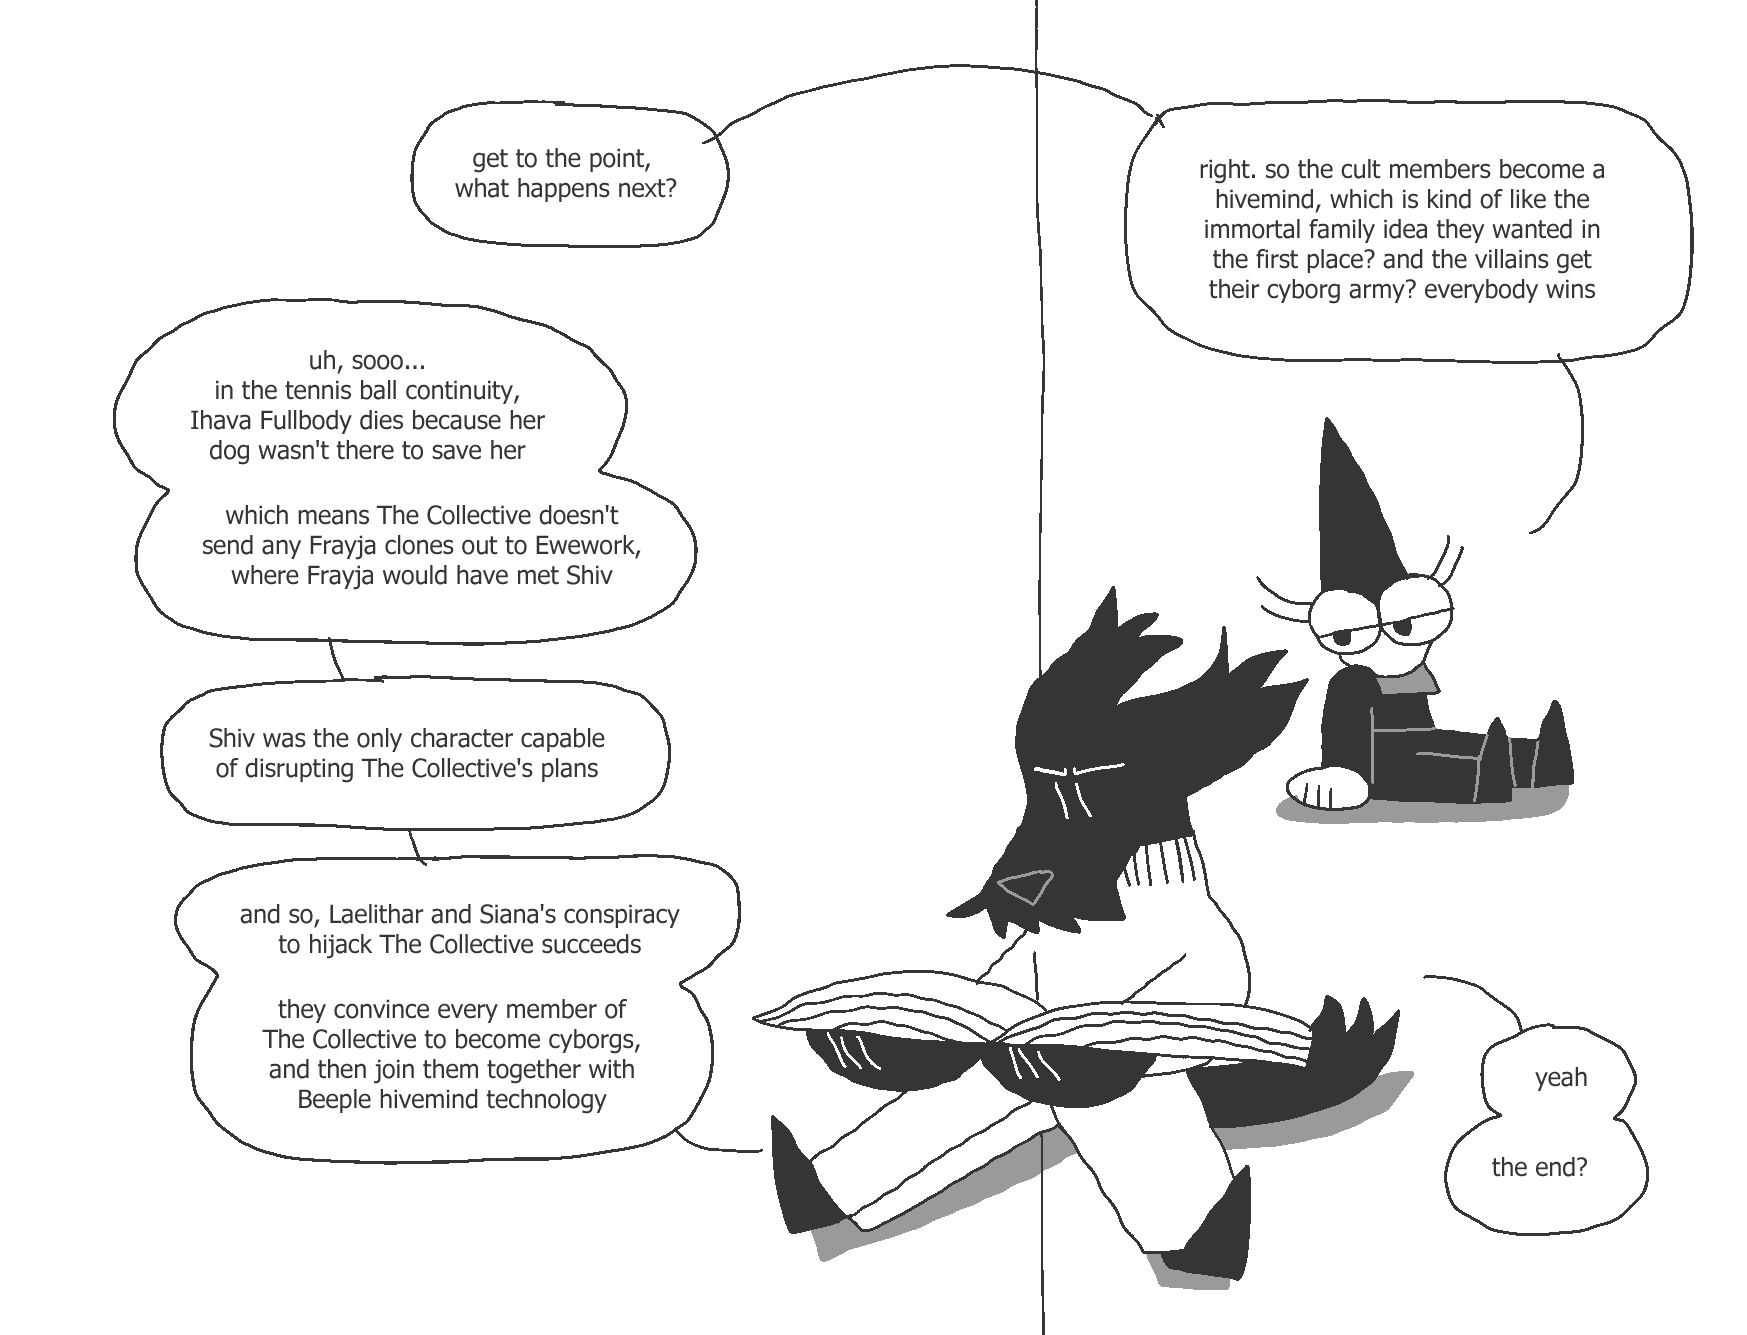 get to the point,
what happens next?
uh, sooo...
in the tennis ball continuity,
Ihava Fullbody dies because her
dog wasn't there to save her
which means The Collective doesn't
send any Frayja clones out to Ewework,
where Frayja would have met Shiv
Shiv was the only character capable
of disrupting The Collective's plans
and so, Laelithar and Siana's conspiracy
to hijack The Collective succeeds
they convince every member of
The Collective to become cyborgs,
and then join them together with
Beeple hivemind technology
right. so the cult members become a
hivemind, which is kind of like the
immortal family idea they wanted in
the first place? and the villains get
their cyborg army? everybody wins
yeah
the end?